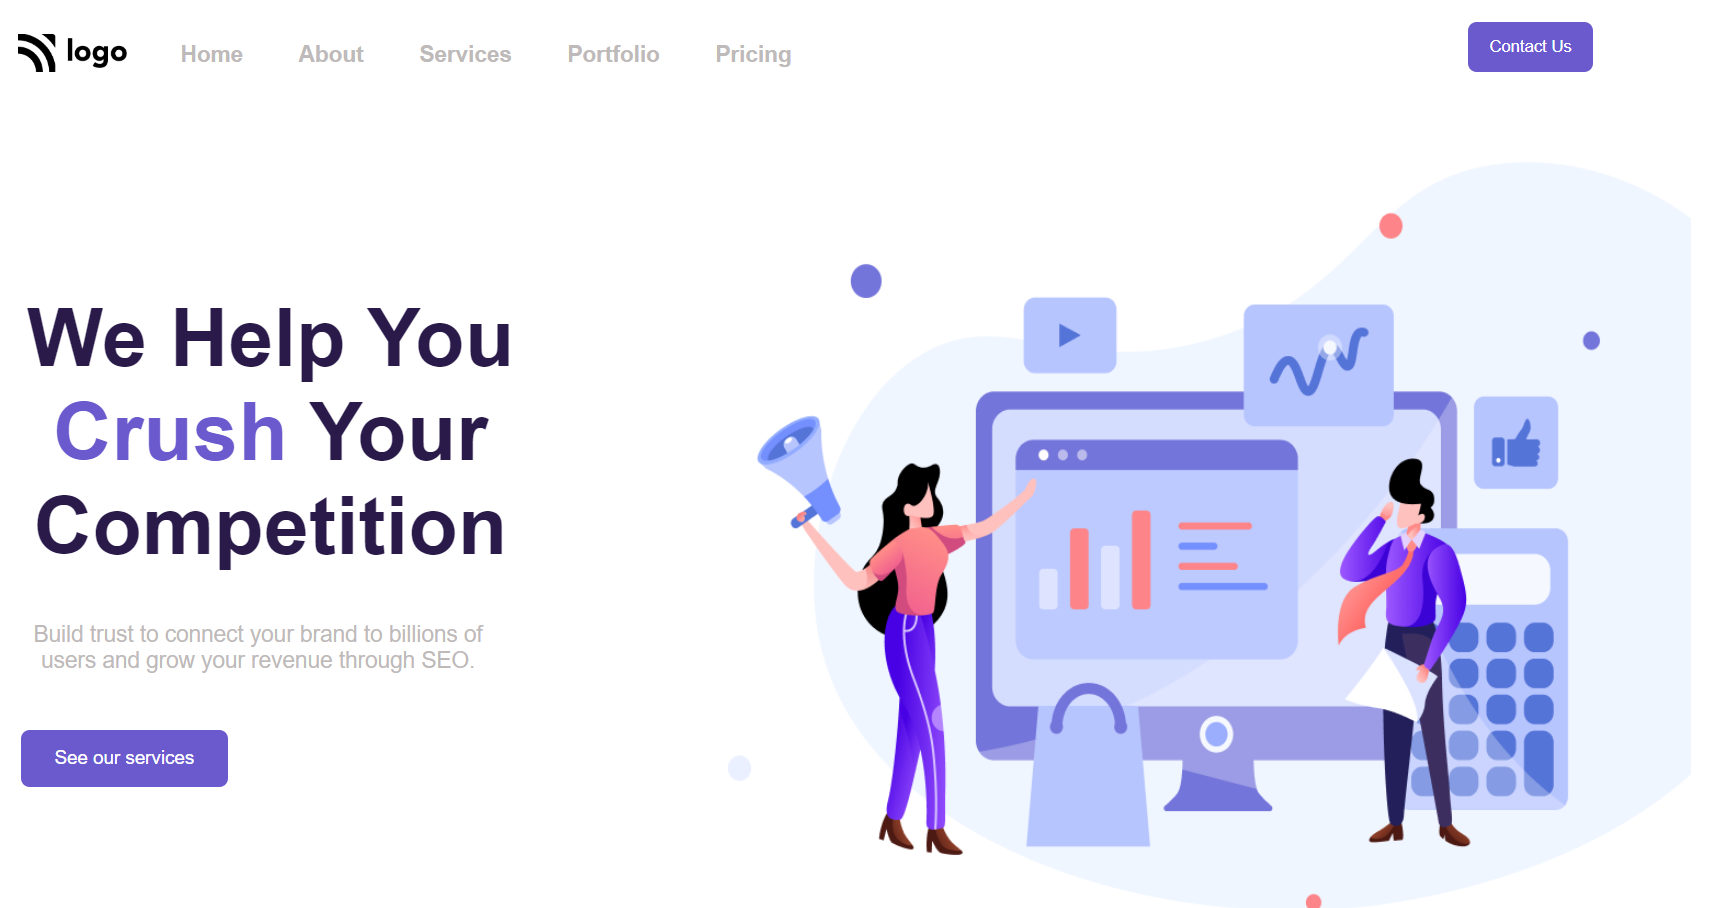 logo Home About Services Portfolio Pricing Contact Us
We Help You
Crush Your
Competition
Build trust to connect your brand to billions of
users and grow your revenue through SEO.
See our services